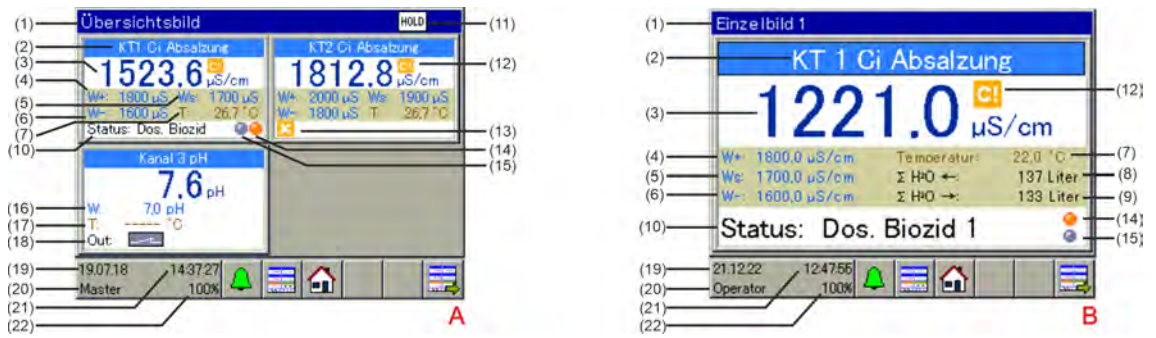 (1) Übersichtsbild HOLD (11)
(2) KT1 Ci Absalzung KT2 Ci Absalzung
(3) 1523.6 C! µS/cm 1812.8 C! µS/cm (12)
(4) W+: 1800 µS Ws: 1700 µS W+: 2000 µS Ws: 1900 µS
(5)
(6) W-: 1600 µS T 26,7 °C W-: 1800 µS T 26,7 °C
(7)
(10) Status: Dos. Biozid (13)
(14)
(15)
Kanal 3 pH
7.6 pH
(16) W: 7,0 pH
(17) T: ------ °C
(18) Out:
(19) 19.07.18 14:37:27
(20) Master 100%
(21)
(22)
A
(1) Einzelbild 1
(2) KT 1 Ci Absalzung
(3) 1221.0 C! µS/cm (12)
(4) W+: 1800,0 µS/cm Temperatur: 22,0 °C (7)
(5) Ws: 1700,0 µS/cm Σ H²O ←: 137 Liter (8)
(6) W-: 1600,0 µS/cm Σ H²O →: 133 Liter (9)
(10) Status: Dos. Biozid 1 (14)
(15)
(19) 21.12.22 12:47:56
(20) Operator 100%
(21)
(22)
B